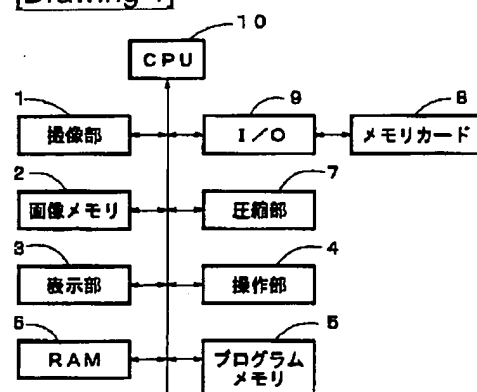 [Drawing 1]
10
CPU
1
撮像部
9
I/O
8
メモリカード
2
画像メモリ
7
圧縮部
3
表示部
4
操作部
6
RAM
5
プログラム
メモリ